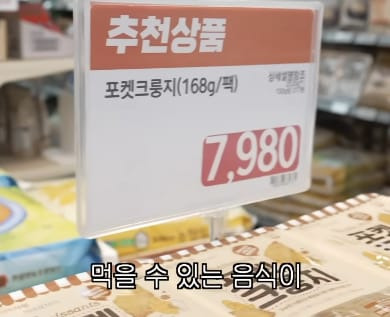 추천상품
포켓크룽지(168g/팩)
7,980
먹을 수 있는 음식이